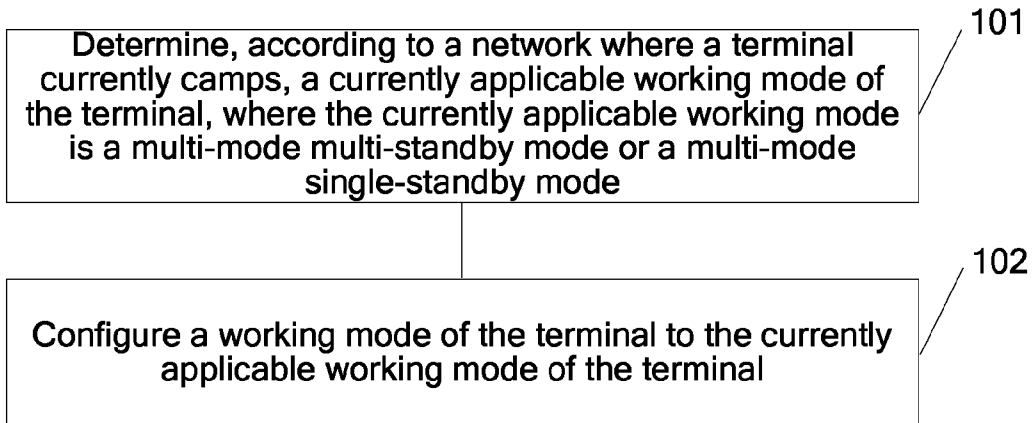 101
Determine, according to a network where a terminal
currently camps, a currently applicable working mode of
the terminal, where the currently applicable working mode
is a multi-mode multi-standby mode or a multi-mode
single-standby mode
102
Configure a working mode of the terminal to the currently
applicable working mode of the terminal